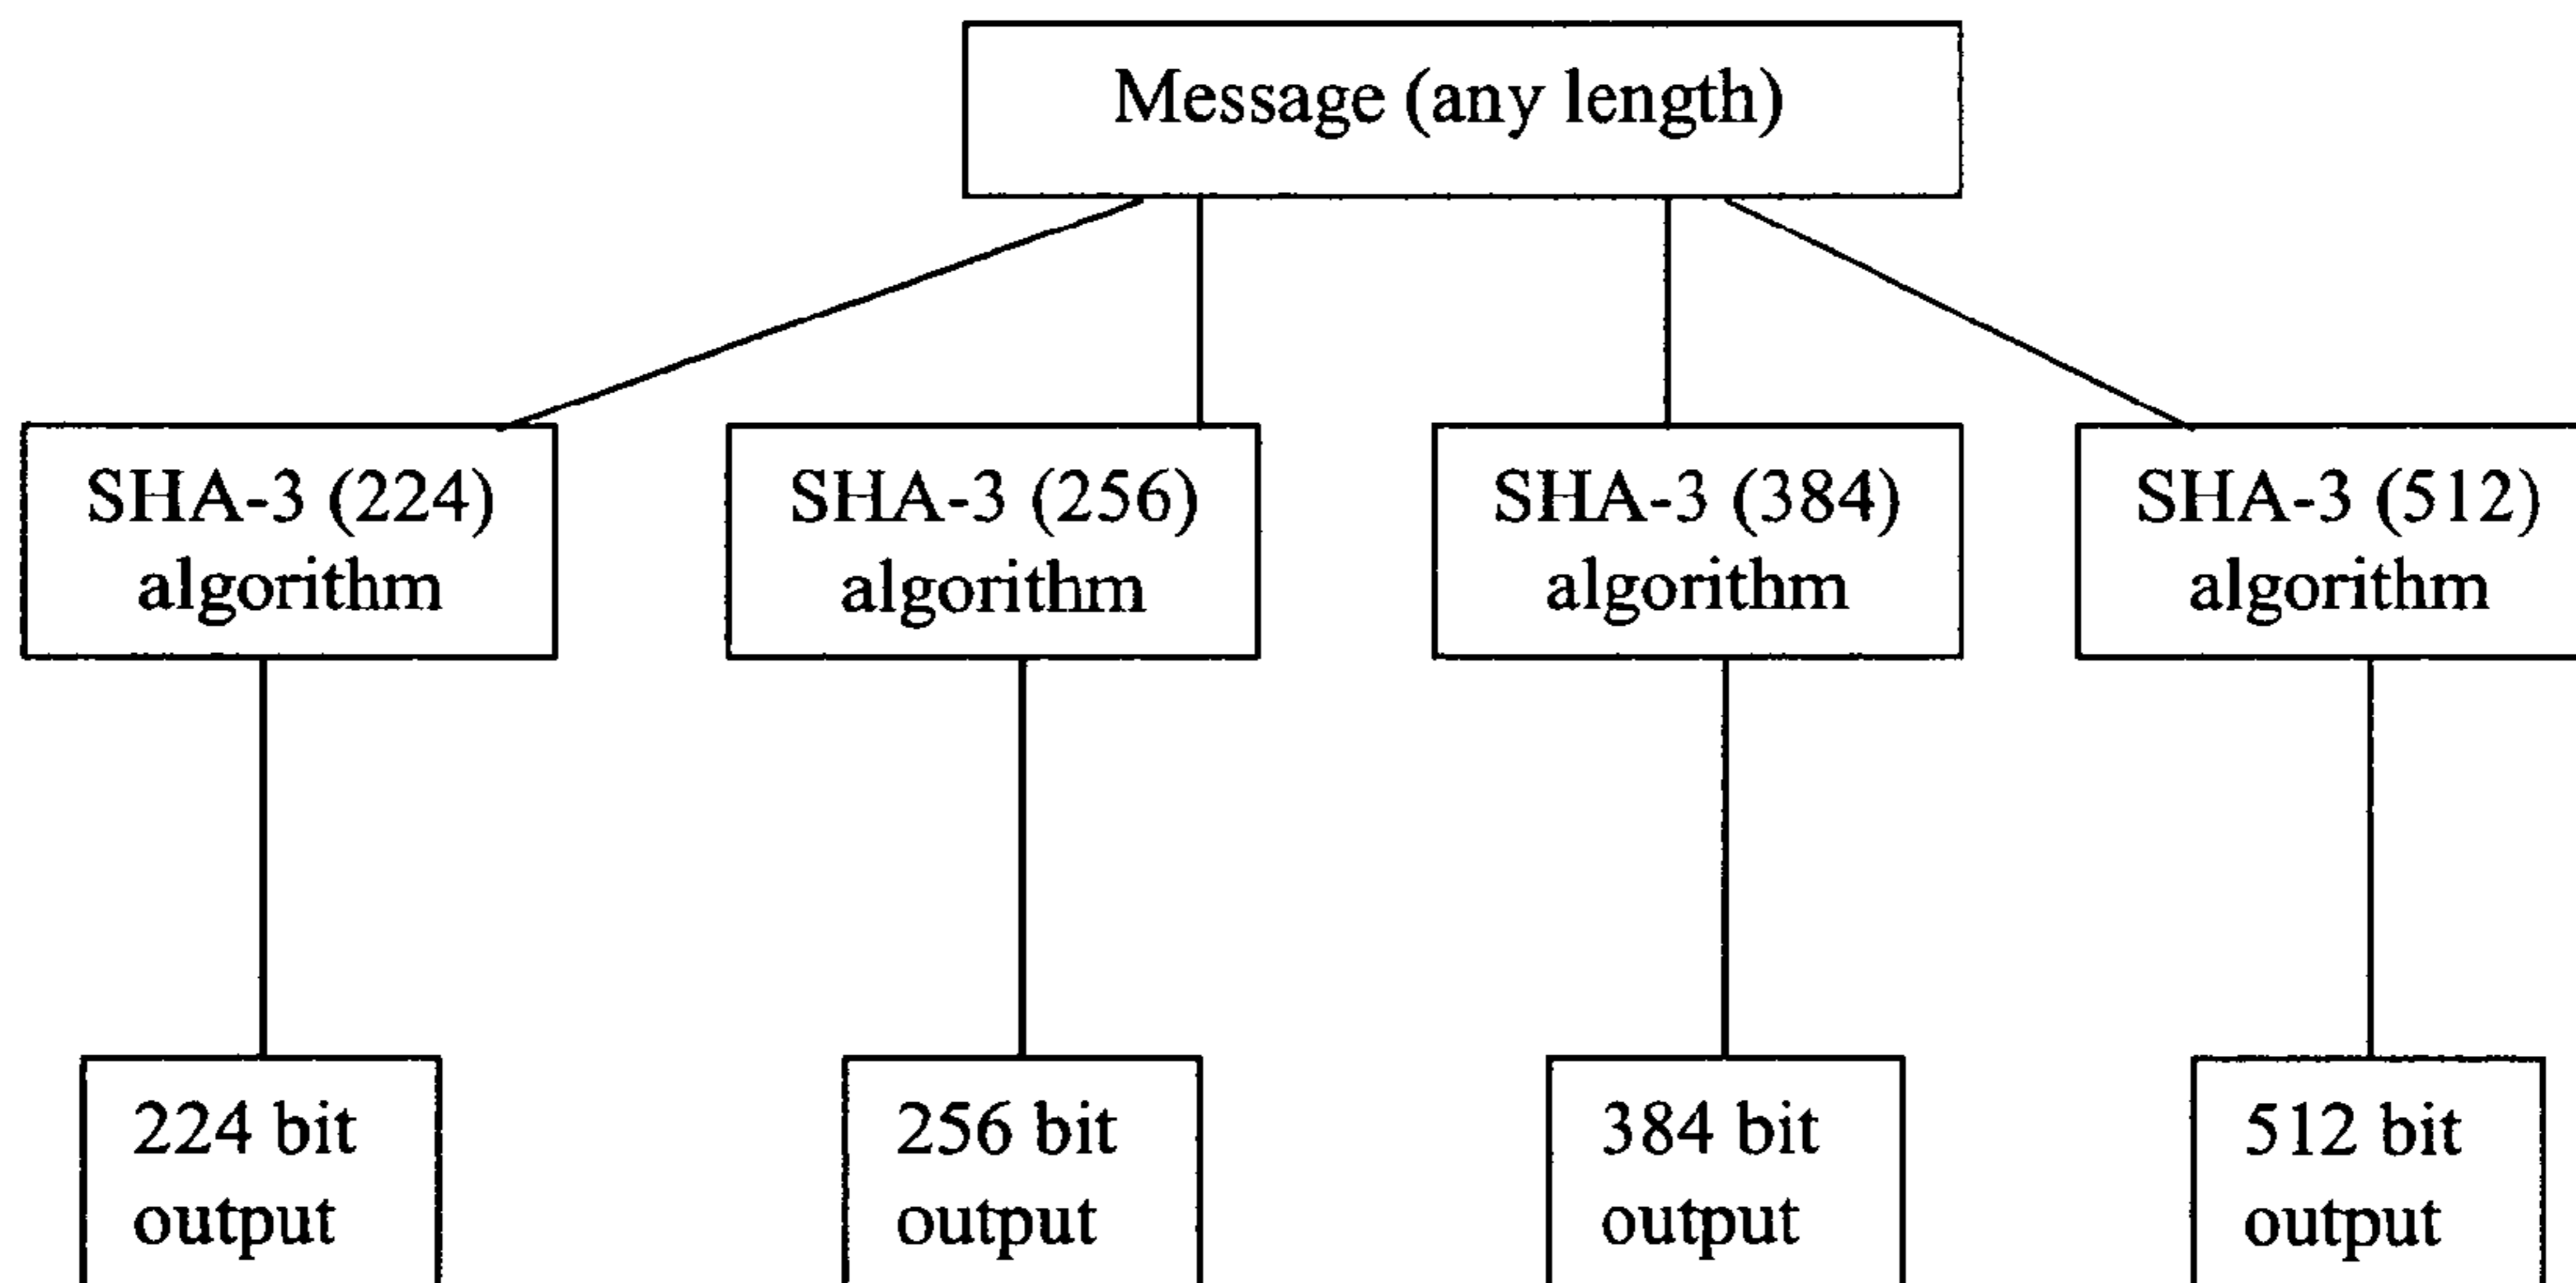 Message (any length)
SHA-3 (224)
algorithm
SHA-3 (256)
algorithm
SHA-3 (384)
algorithm
SHA-3 (512)
algorithm
224 bit
output
256 bit
output
384 bit
output
512 bit
output